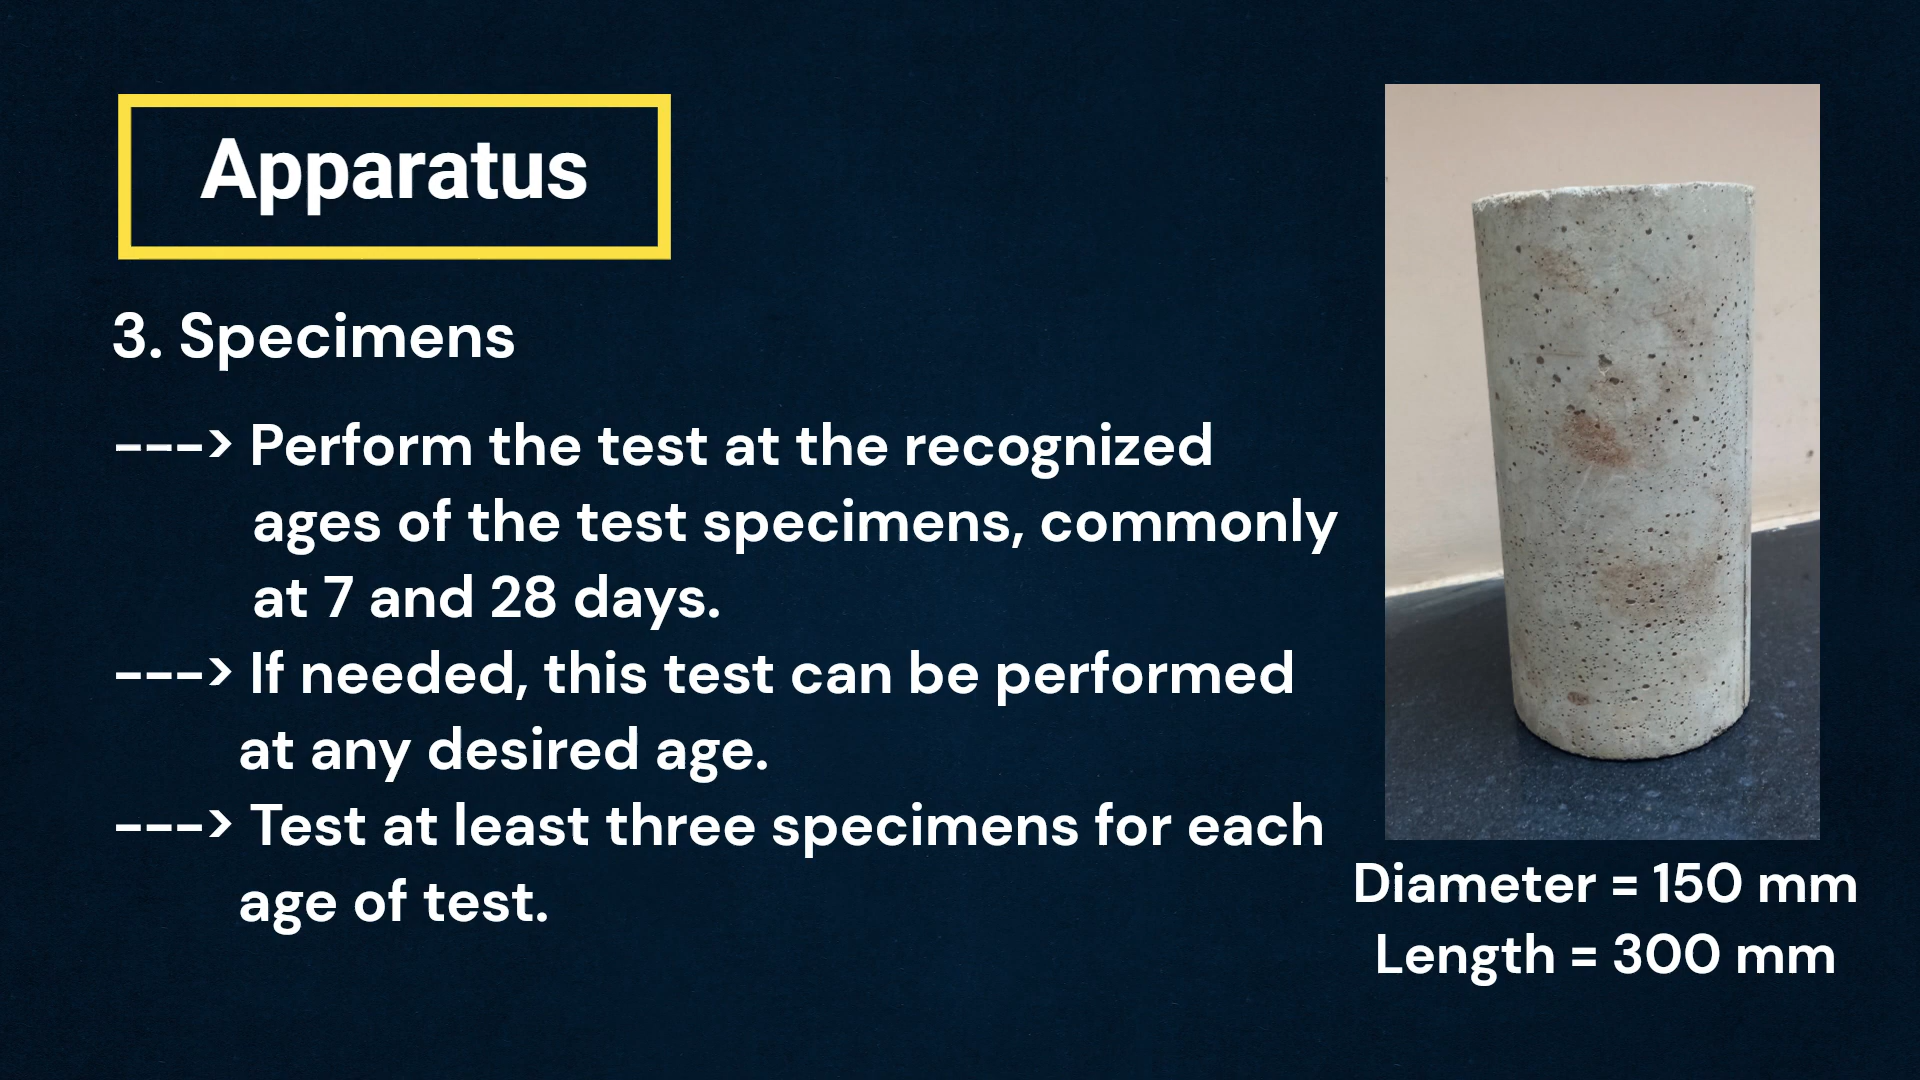 Apparatus
3. Specimens
---> Perform the test at the recognized
ages of the test specimens, commonly
at 7 and 28 days.
---> If needed, this test can be performed
at any desired age.
---> Test at least three specimens for each
age of test.
Diameter = 150 mm
Length = 300 mm